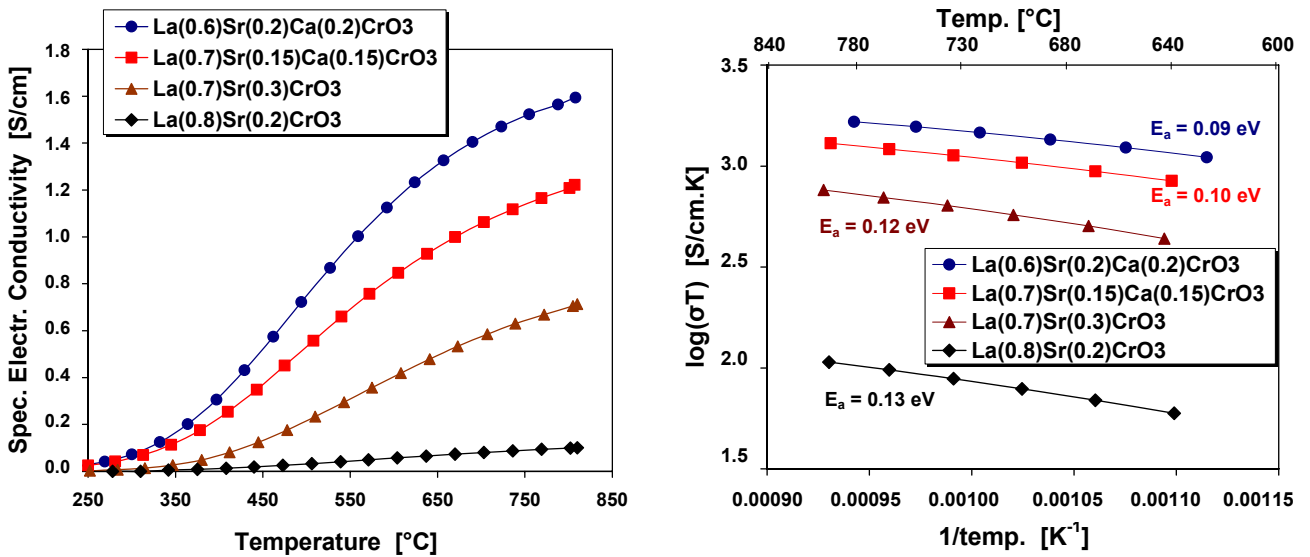 La(0.6)Sr(0.2)Ca(0.2)CrO3
La(0.7)Sr(0.15)Ca(0.15)CrO3
La(0.7)Sr(0.3)CrO3
La(0.8)Sr(0.2)CrO3
Spec. Electr. Conductivity [S/cm]
1.8
1.6
1.4
1.2
1.0
0.8
0.6
0.4
0.2
0.0
250 350 450 550 650 750 850
Temperature [°C]
Temp. [°C]
840 780 730 680 640 600
log(σT) [S/cm.K]
3.5
3.0
2.5
2.0
1.5
Eₐ = 0.09 eV
Eₐ = 0.10 eV
Eₐ = 0.12 eV
La(0.6)Sr(0.2)Ca(0.2)CrO3
La(0.7)Sr(0.15)Ca(0.15)CrO3
La(0.7)Sr(0.3)CrO3
La(0.8)Sr(0.2)CrO3
Eₐ = 0.13 eV
0.00090 0.00095 0.00100 0.00105 0.00110 0.00115
1/temp. [K⁻¹]